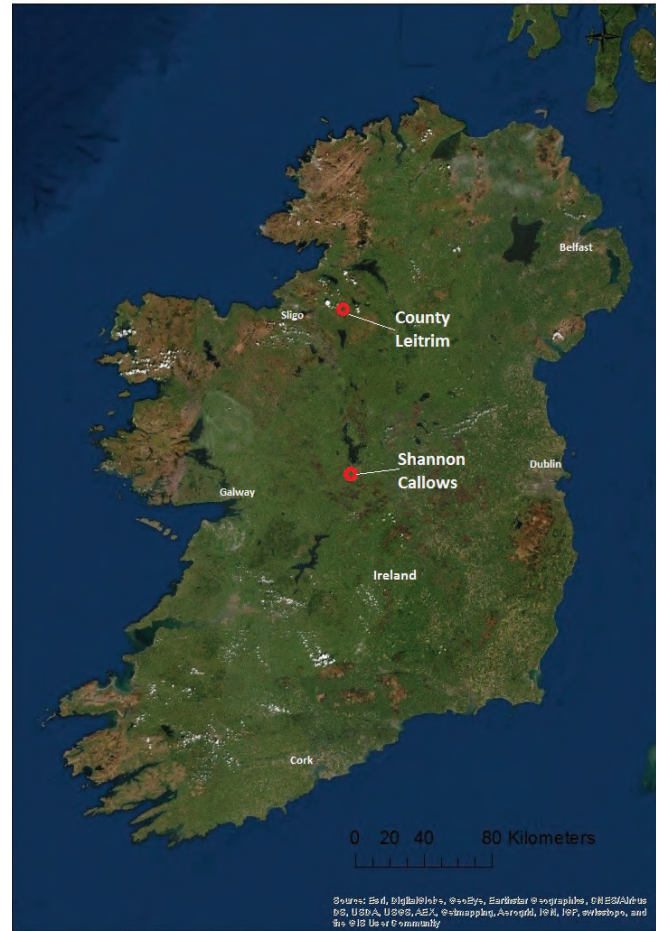 Belfast
Sligo
County
Leitrim
Shannon
Callows
Dublin
Galway
Ireland
Cork
0 20 40 80 Kilometers
Source: Esri, DigitalGlobe, GeoEye, Earthstar Geographics, CNES/Airbus
DS, USDA, USGS, AEX, Getmapping, Aerogrid, IGN, IGP, swisstopo, and
the GIS User Community